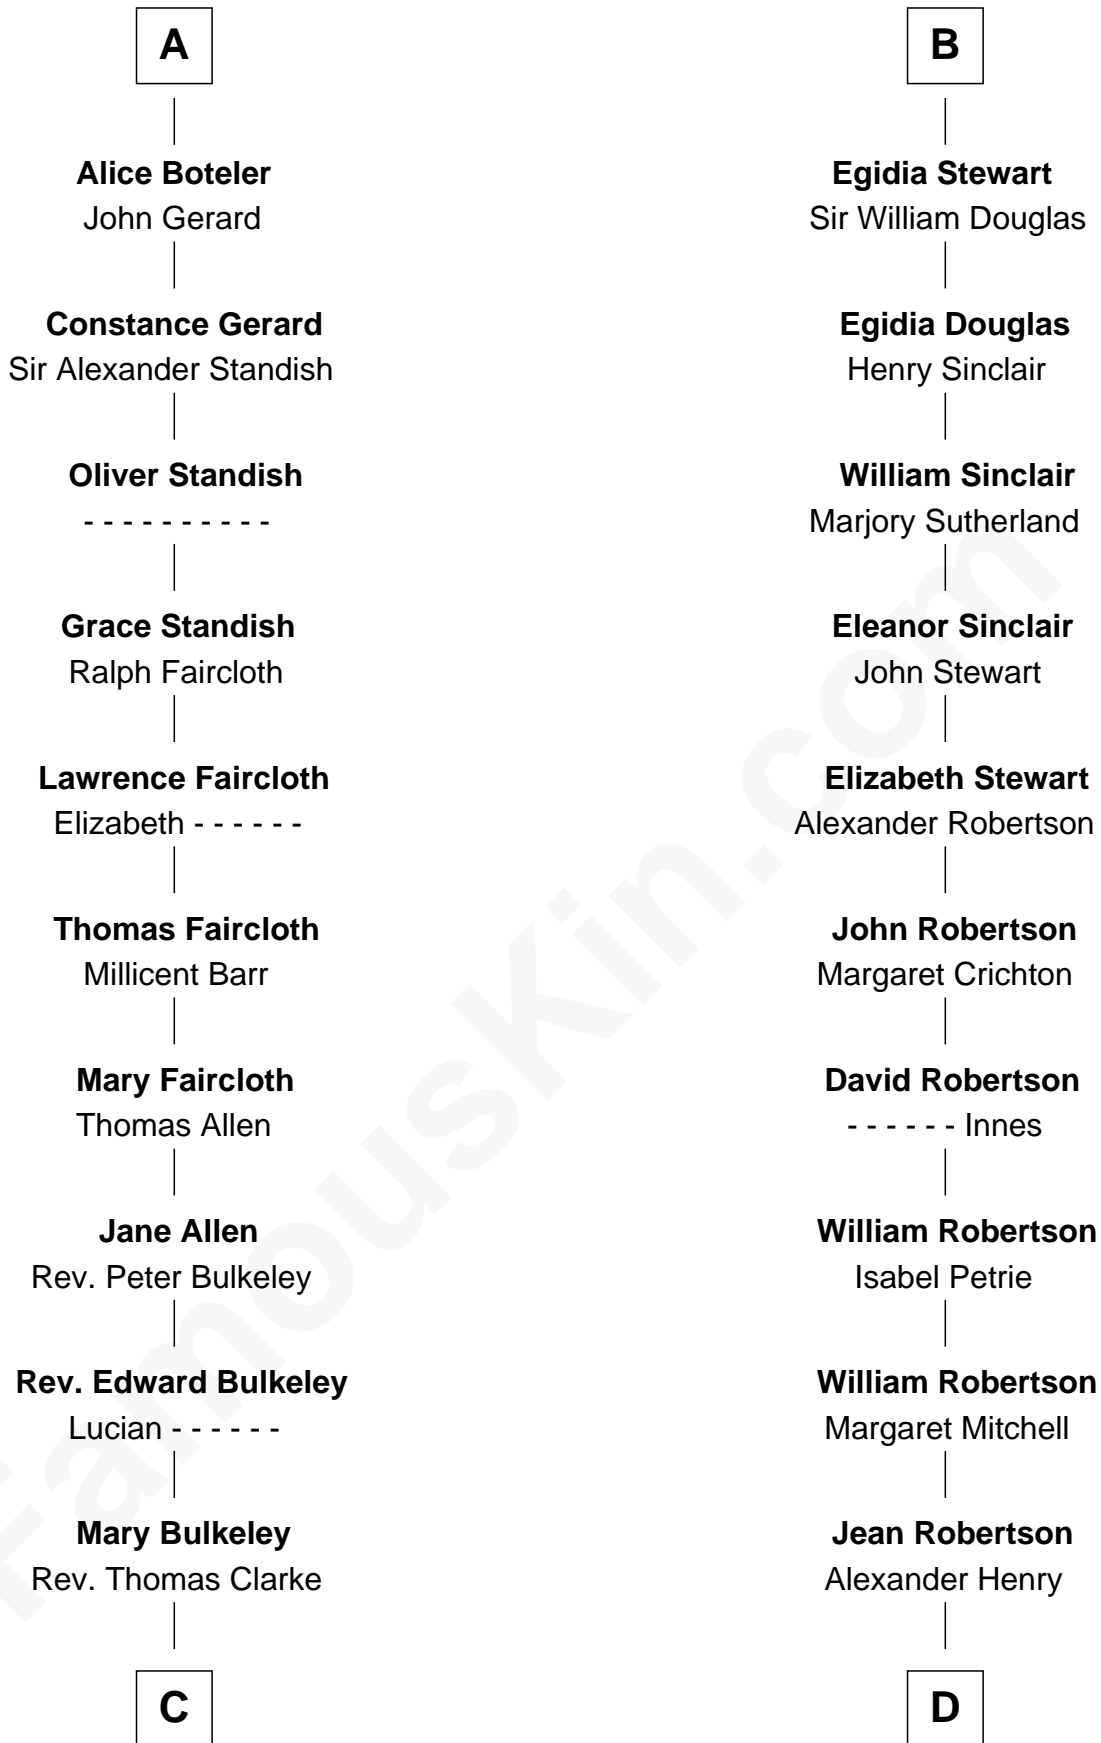 A
Alice Boteler
John Gerard
Constance Gerard
Sir Alexander Standish
Oliver Standish
- - - - - - - - - -
Grace Standish
Ralph Faircloth
Lawrence Faircloth
Elizabeth - - - - - -
Thomas Faircloth
Millicent Barr
Mary Faircloth
Thomas Allen
Jane Allen
Rev. Peter Bulkeley
Rev. Edward Bulkeley
Lucian - - - - - -
Mary Bulkeley
Rev. Thomas Clarke
C
B
Egidia Stewart
Sir William Douglas
Egidia Douglas
Henry Sinclair
William Sinclair
Marjory Sutherland
Eleanor Sinclair
John Stewart
Elizabeth Stewart
Alexander Robertson
John Robertson
Margaret Crichton
David Robertson
- - - - - - Innes
William Robertson
Isabel Petrie
William Robertson
Margaret Mitchell
Jean Robertson
Alexander Henry
D
FamousKin.com